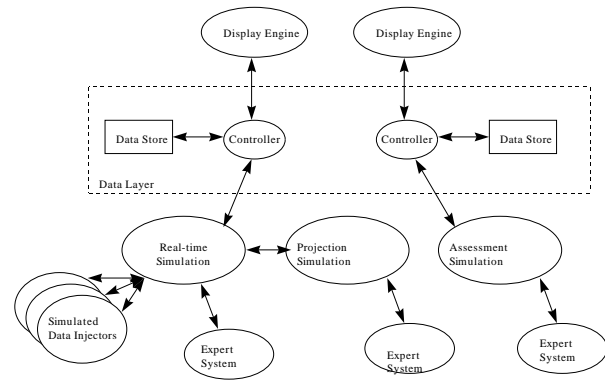 Display Engine
Display Engine
Data Store
Controller
Controller
Data Store
Data Layer
Real-time
Simulation
Projection
Simulation
Assessment
Simulation
Simulated
Data Injectors
Expert
System
Expert
System
Expert
System